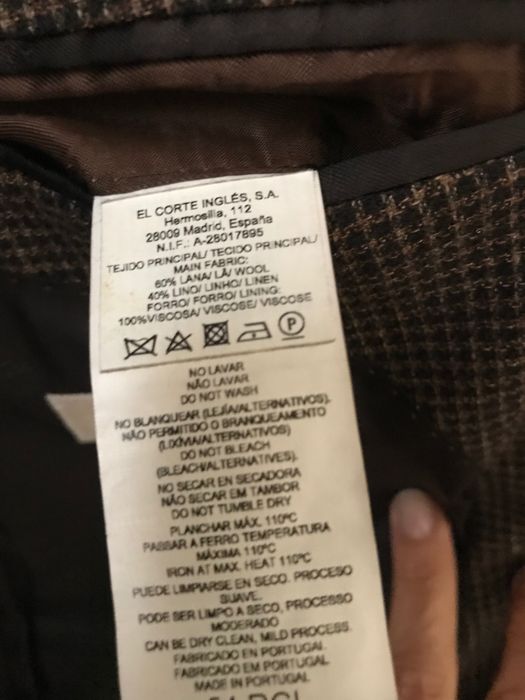 EL CORTE INGLÉS, S.A.
Hermosilla, 112
28009 Madrid, España
N.I.F.: A-28017895
TEJIDO PRINCIPAL/ TECIDO PRINCIPAL/
MAIN FABRIC:
60% LANA/ LÃ/ WOOL
40% LINO/ LINHO/ LINEN
FORRO/ FORRO/ LINING:
100%VISCOSA/ VISCOSE/ VISCOSE
P
NO LAVAR
NÃO LAVAR
DO NOT WASH
NO BLANQUEAR (LEJÍA/ALTERNATIVOS).
NÃO PERMITIDO O BRANQUEAMENTO
(LIXÍVIA/ALTERNATIVOS)
DO NOT BLEACH
(BLEACH/ALTERNATIVES).
NO SECAR EN SECADORA
NÃO SECAR EM TAMBOR
DO NOT TUMBLE DRY
PLANCHAR MÁX. 110ºC
PASSAR A FERRO TEMPERATURA
MÁXIMA 110ºC
IRON AT MAX. HEAT 110ºC
PUEDE LIMPIARSE EN SECO. PROCESO
SUAVE.
PODE SER LIMPO A SECO, PROCESSO
MODERADO
CAN BE DRY CLEAN, MILD PROCESS.
FABRICADO EN PORTUGAL
FABRICADO EM PORTUGAL
MADE IN PORTUGAL